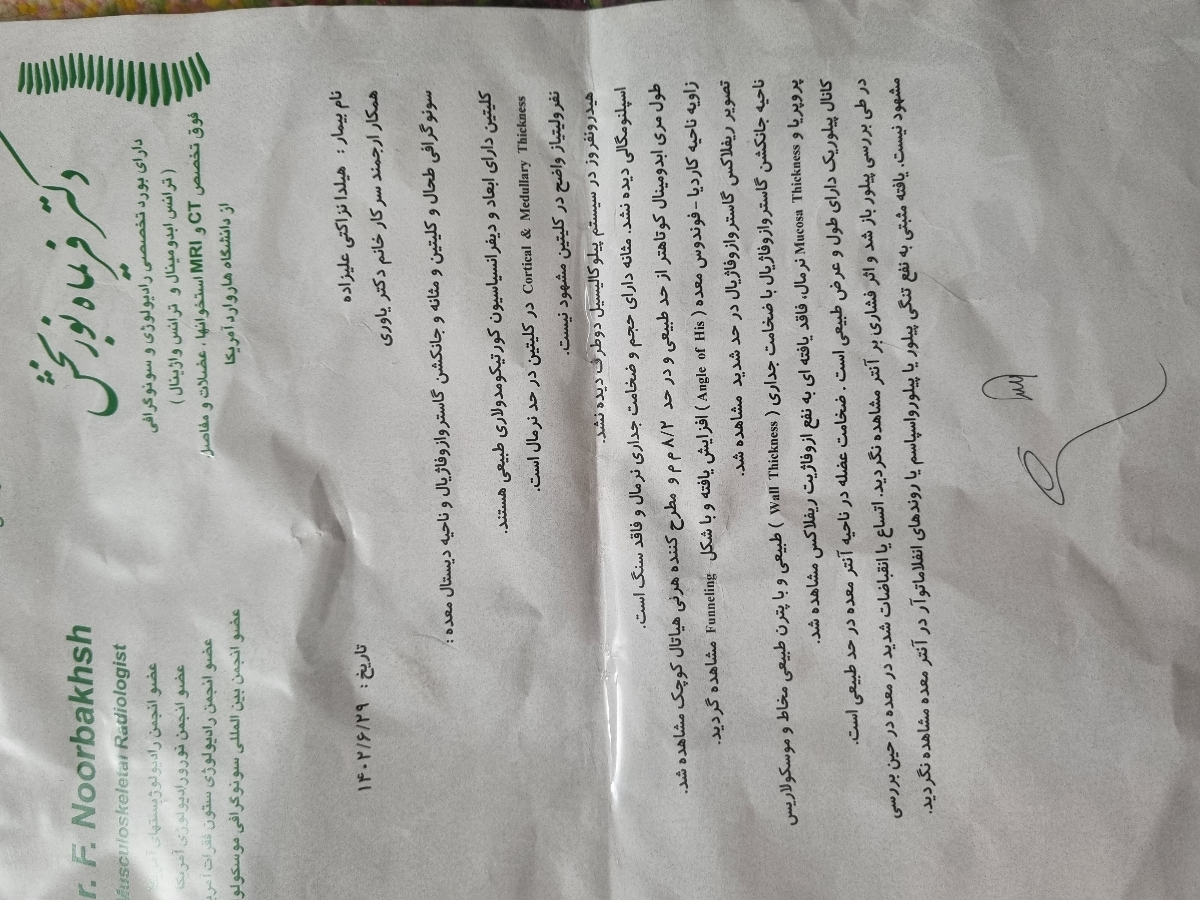 دکتر فریماه نوربخش
دارای بورد تخصصی رادیولوژی و سونوگرافی
( ترانس ابدومینال و ترانس واژینال )
فوق تخصص CT و MRI استخوانها ، عضلات و مفاصل
از دانشگاه هاروارد آمریکا
r. F. Noorbakhsh
Musculoskeletal Radiologist
عضو انجمن رادیولوژیستهای
عضو انجمن نورورادیولوژی آمریکا
عضو انجمن رادیولوژی ستون فقرات
عضو انجمن بین المللی سونوگرافی موسکولو
نام بیمار : هیلدا نزاکتی علیزاده
تاریخ : ۱۴۰۲/۶/۲۹
همکار ارجمند سرکار خانم دکتر یاوری
سونوگرافی طحال و کلیتین و مثانه و جانکشن گاستروازوفاژیال و ناحیه دیستال معده :
کلیتین دارای ابعاد و دیفرانسیاسیون کورتیکومدولاری طبیعی هستند.
Cortical & Medullary Thickness در کلیتین در حد نرمال است.
نفرولیتیاز واضح در کلیتین مشهود نیست.
هیدرونفروز در سیستم پیلوکالیسیل دوطرف دیده نشد.
اسپلنومگالی دیده نشد. مثانه دارای حجم و ضخامت جداری نرمال و فاقد سنگ است.
طول مری ابدومینال کوتاهتر از حد طبیعی و در حد ۸/۲ م م و مطرح کننده هرنی هیاتال کوچک مشاهده شد.
زاویه ناحیه کاردیا - فوندوس معده ( Angle of His ) افزایش یافته و با شکل Funneling مشاهده گردید.
تصویر ریفلاکس گاستروازوفاژیال در حد شدید مشاهده شد.
ناحیه جانکشن گاستروازوفاژیال با ضخامت جداری ( Wall Thickness ) طبیعی و با پترن طبیعی مخاط و موسکولاریس
پروپریا و Mucosa Thickness نرمال، فاقد یافته ای به نفع ازوفاژیت ریفلاکس مشاهده شد.
کانال پیلوریک دارای طول و عرض طبیعی است . ضخامت عضله در ناحیه آنتر معده در حد طبیعی است.
در طی بررسی پیلور باز شد و اثر فشاری بر آنتر مشاهده نگردید. اتساع یا انقباضات شدید در معده در حین بررسی
مشهود نیست. یافته مثبتی به نفع تنگی پیلور یا پیلورواسپاسم یا روندهای انفلاماتوآر در آنتر معده مشاهده نگردید.